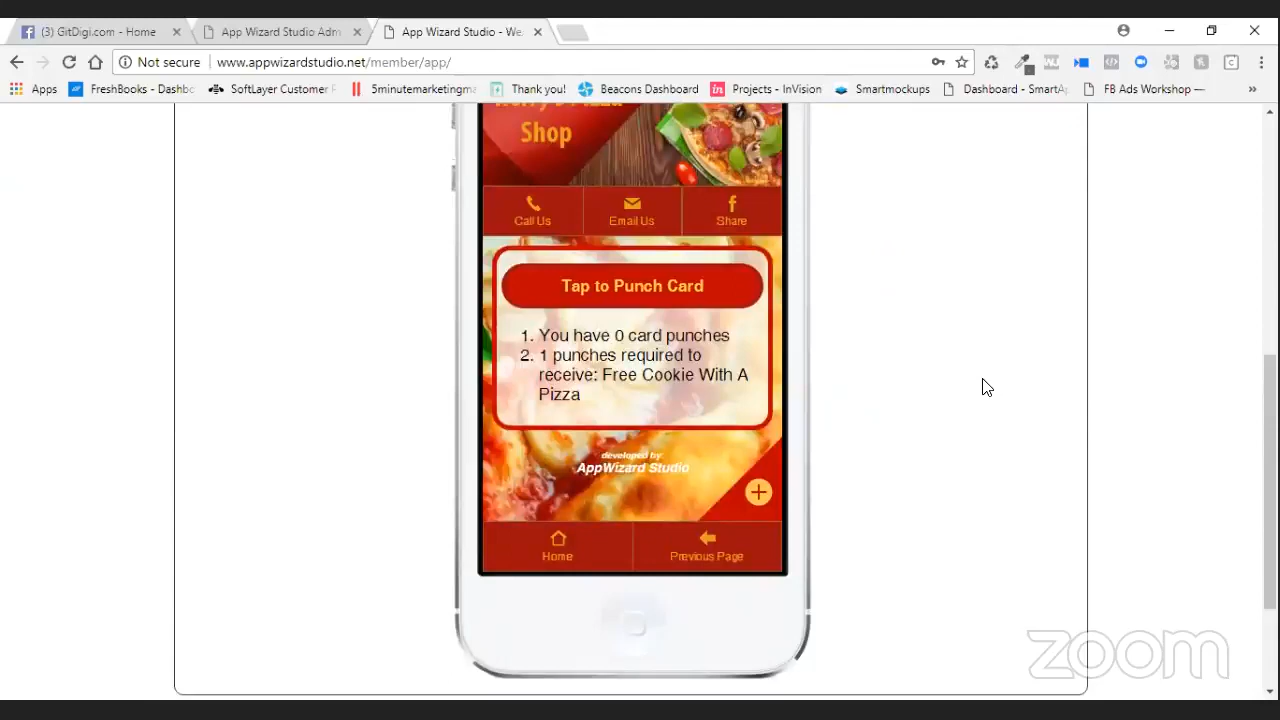 (3) GitDigi.com - Home
App Wizard Studio Adm
App Wizard Studio - We
Not secure
www.appwizardstudio.net/member/app/
Apps
FreshBooks - Dashbo
SoftLayer Customer P
5minutemarketingma
Thank you!
Beacons Dashboard
Projects - InVision
Smartmockups
Dashboard - SmartAp
FB Ads Workshop —
»
Shop
Call Us
Email Us
Share
Tap to Punch Card
1. You have 0 card punches
2. 1 punches required to
receive: Free Cookie With A
Pizza
developed by:
AppWizard Studio
Home
Previous Page
zoom